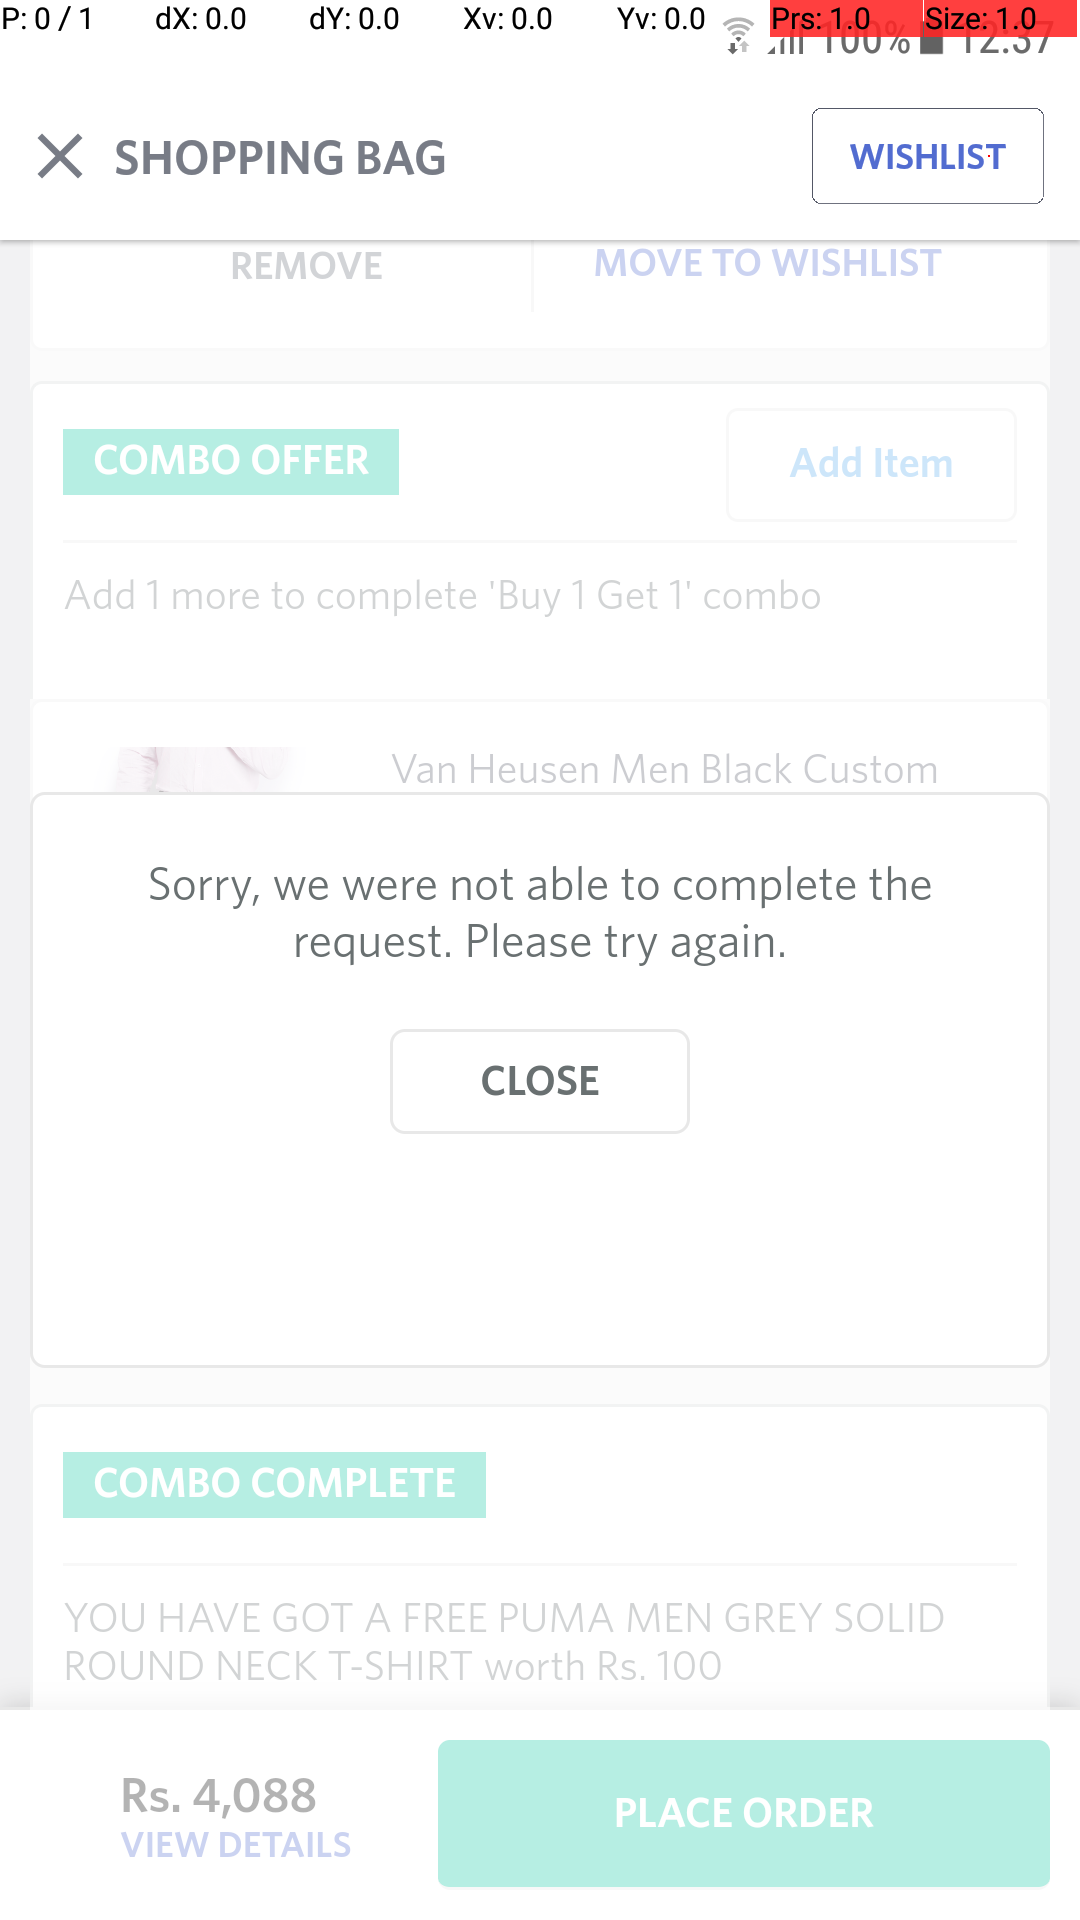 P: 0 / 1 dX: 0.0 dY: 0.0 Xv: 0.0 Yv: 0.0 Prs: 1.0 Size: 1.0
100% 12:37
SHOPPING BAG
WISHLIST
REMOVE
MOVE TO WISHLIST
COMBO OFFER
Add Item
Add 1 more to complete 'Buy 1 Get 1' combo
Van Heusen Men Black Custom
Sorry, we were not able to complete the
request. Please try again.
CLOSE
COMBO COMPLETE
YOU HAVE GOT A FREE PUMA MEN GREY SOLID
ROUND NECK T-SHIRT worth Rs. 100
Rs. 4,088
VIEW DETAILS
PLACE ORDER